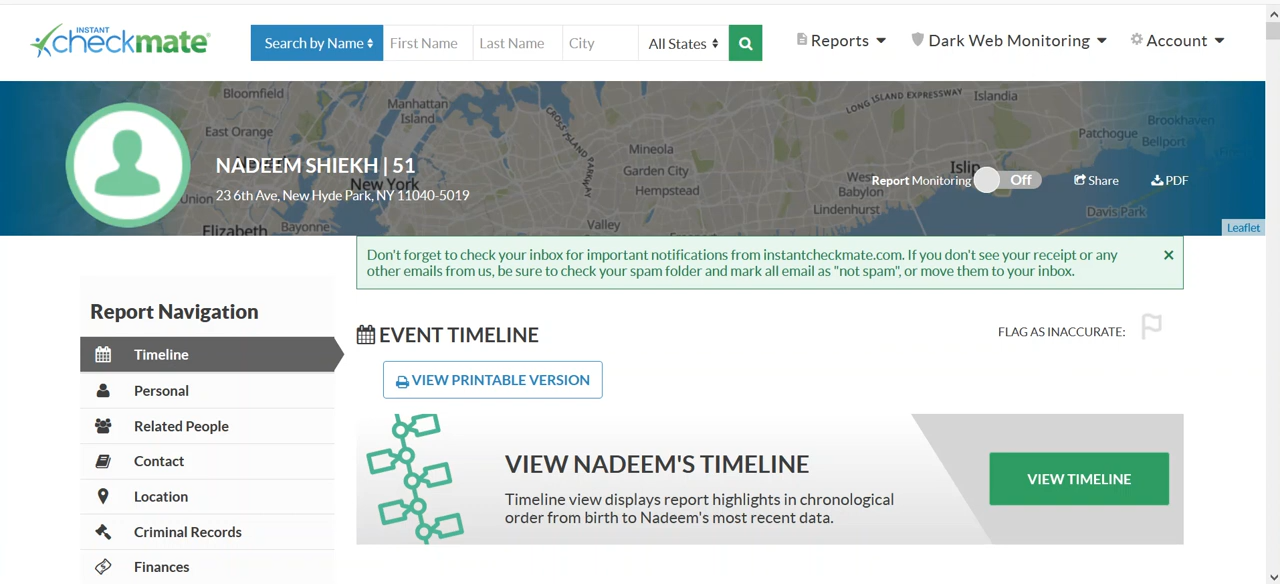 INSTANT
checkmate
Search by Name
First Name
Last Name
City
All States
Reports
Dark Web Monitoring
Account
Bloomfield
Manhattan
Island
East Orange
CROSS ISLAND PARKWAY
LONG ISLAND EXPRESSWAY
Islandia
Brookhaven
Patchogue
Bellport
Mineola
Garden City
Hempstead
NADEEM SHIEKH | 51
23 6th Ave, New Hyde Park, NY 11040-5019
Union
New York
Elizabeth
Bayonne
Valley
West
Babylon
Lindenhurst
Islip
Report Monitoring
Off
Share
PDF
Davis Park
Leaflet
Don't forget to check your inbox for important notifications from instantcheckmate.com. If you don't see your receipt or any
other emails from us, be sure to check your spam folder and mark all email as "not spam", or move them to your inbox.
Report Navigation
Timeline
Personal
Related People
Contact
Location
Criminal Records
Finances
EVENT TIMELINE
FLAG AS INACCURATE:
VIEW PRINTABLE VERSION
VIEW NADEEM'S TIMELINE
Timeline view displays report highlights in chronological
order from birth to Nadeem's most recent data.
VIEW TIMELINE